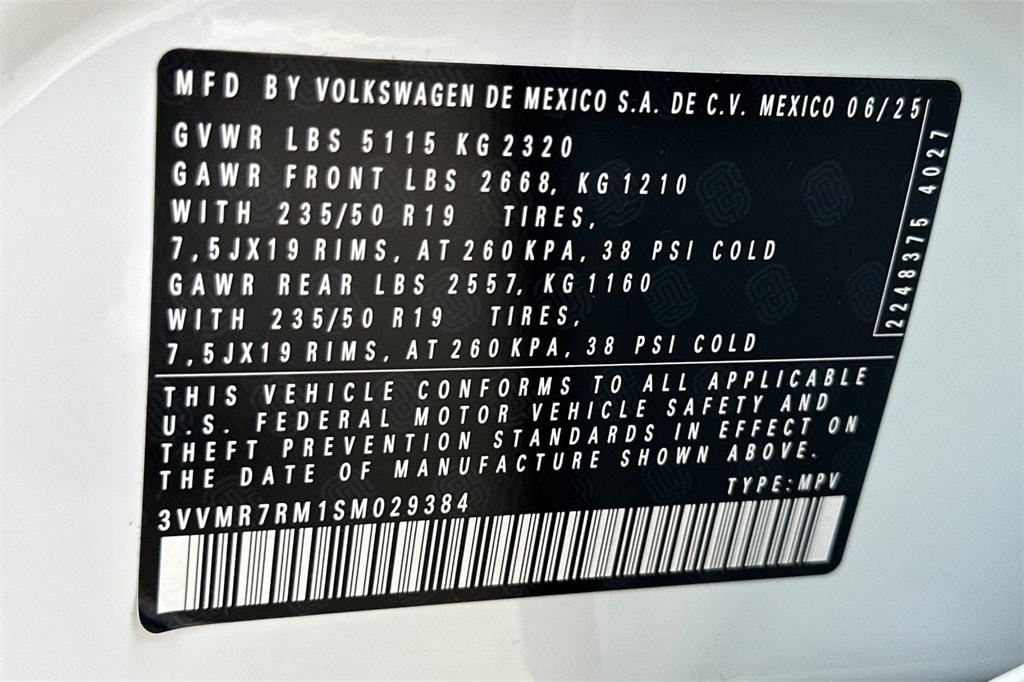 MFD BY VOLKSWAGEN DE MEXICO S.A. DE C.V. MEXICO 06/25
GVWR LBS 5115 KG 2320
GAWR FRONT LBS 2668, KG 1210
WITH 235/50 R19 TIRES,
7,5JX19 RIMS, AT 260 KPA, 38 PSI COLD
GAWR REAR LBS 2557, KG 1160
WITH 235/50 R19 TIRES,
7,5JX19 RIMS, AT 260 KPA, 38 PSI COLD
2248375 4027
THIS VEHICLE CONFORMS TO ALL APPLICABLE
U.S. FEDERAL MOTOR VEHICLE SAFETY AND
THEFT PREVENTION STANDARDS IN EFFECT ON
THE DATE OF MANUFACTURE SHOWN ABOVE.
TYPE:MPV
3VVMR7RM1SM029384